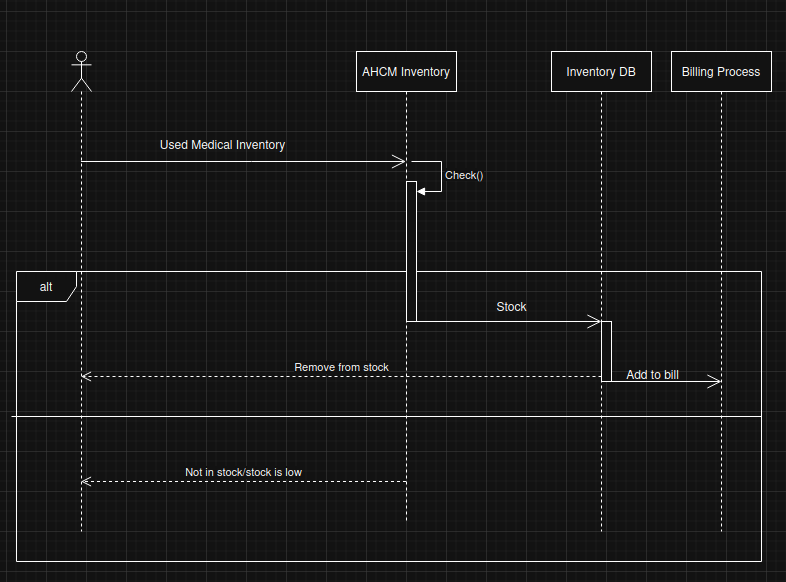 AHCM Inventory
Inventory DB
Billing Process
Used Medical Inventory
Check()
alt
Stock
Remove from stock
Add to bill
Not in stock/stock is low